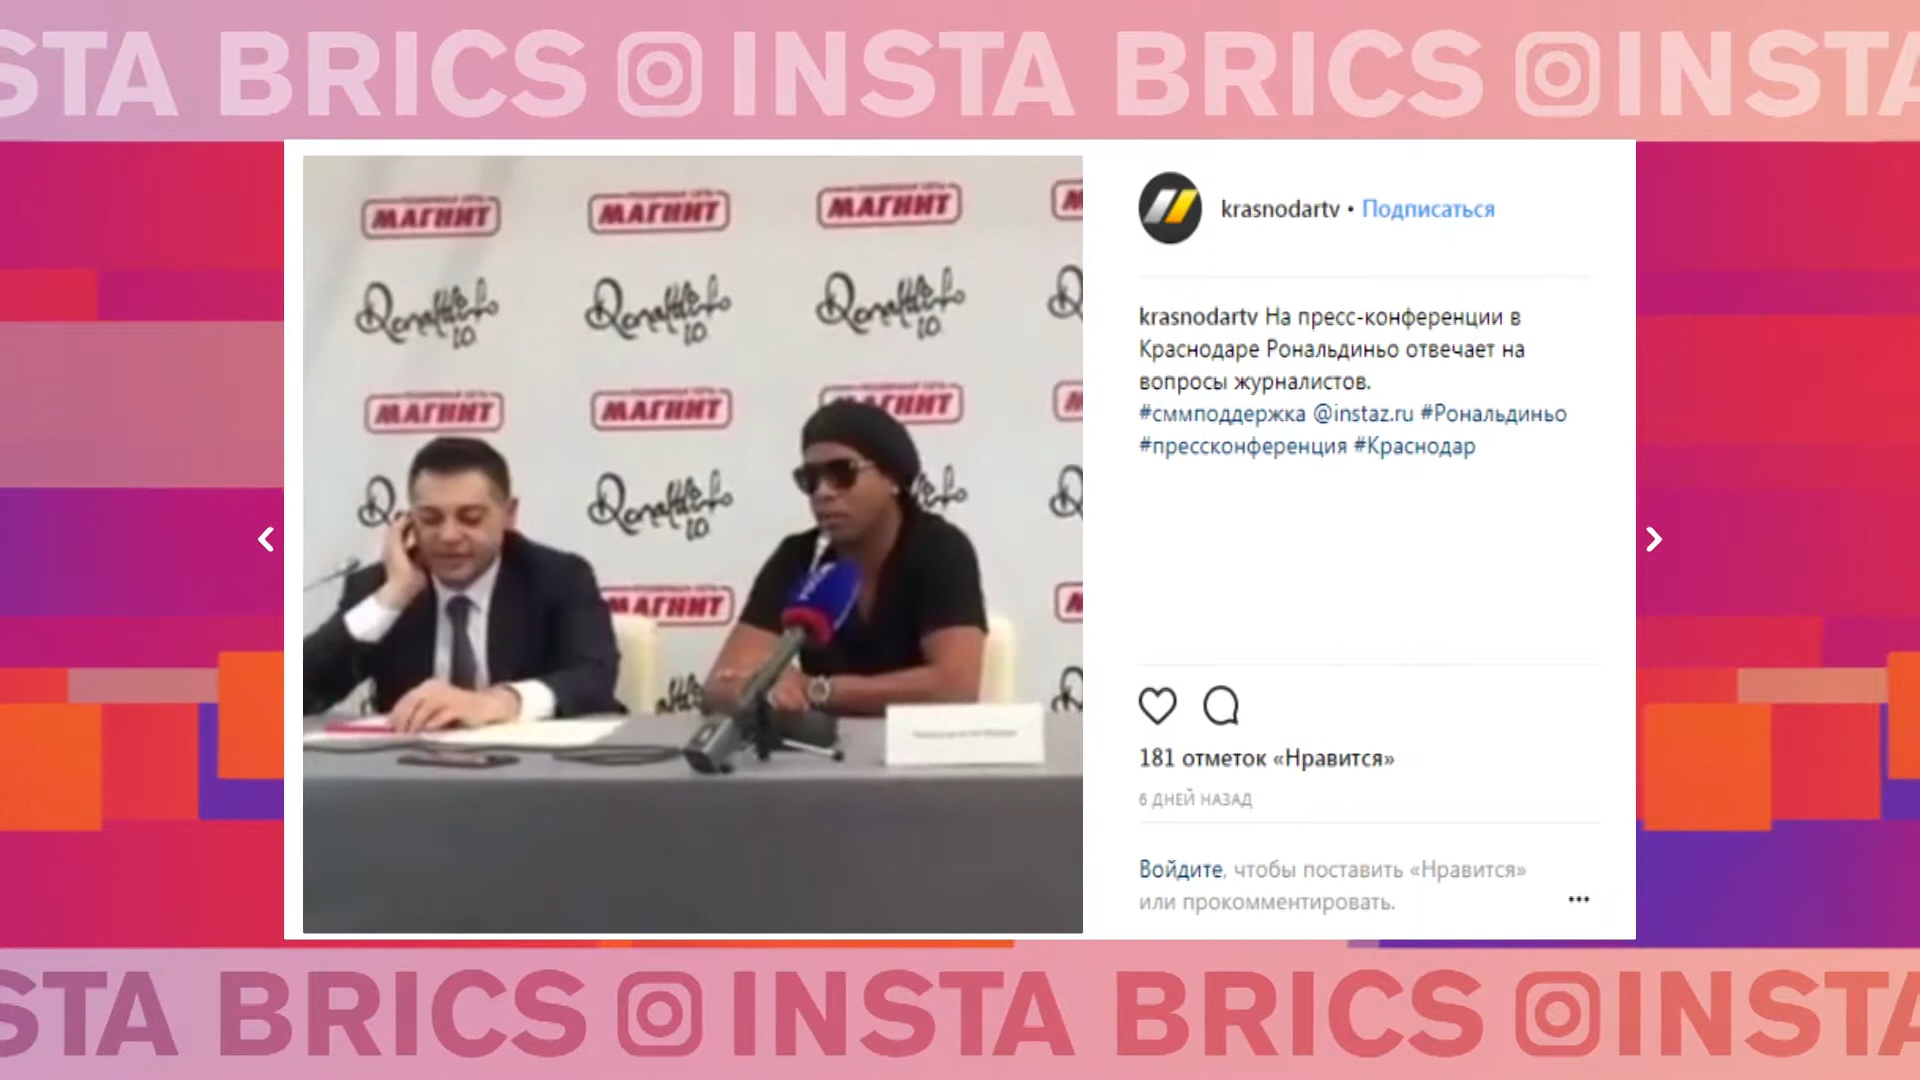 STA BRICS INSTA BRICS INSTA
МАГНИТ МАГНИТ МАГНИТ
Ronaldinho 10 Ronaldinho 10 Ronaldinho 10
МАГНИТ МАГНИТ
Ronaldinho 10
МАГНИТ
krasnodartv • Подписаться
krasnodartv На пресс-конференции в
Краснодаре Рональдиньо отвечает на
вопросы журналистов.
#сммподдержка @instaz.ru #Рональдиньо
#прессконференция #Краснодар
181 отметок «Нравится»
6 ДНЕЙ НАЗАД
Войдите, чтобы поставить «Нравится»
или прокомментировать.
STA BRICS INSTA BRICS INSTA